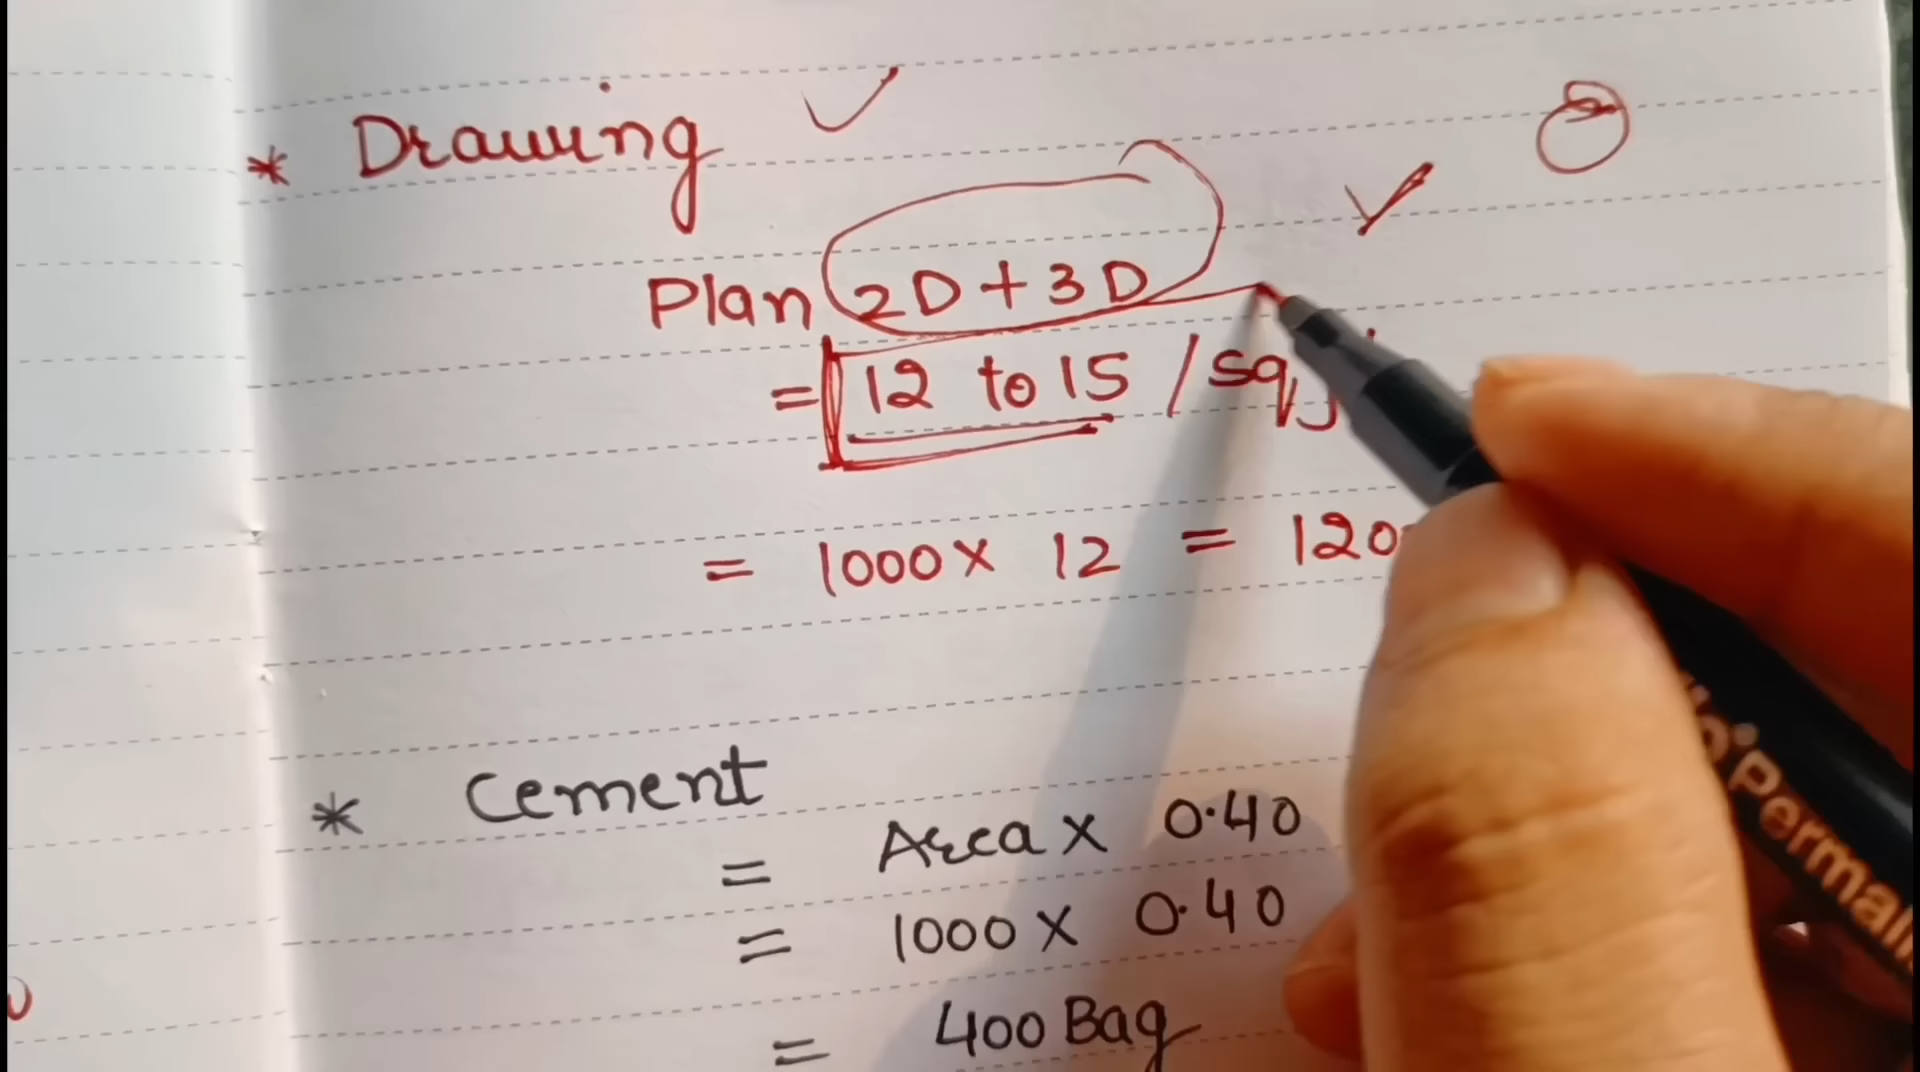 * Drawing
Plan 2D + 3D
= 12 to 15 / sq
= 1000 x 12 = 120
* Cement
= Area x 0.40
= 1000 x 0.40
= 400 Bag